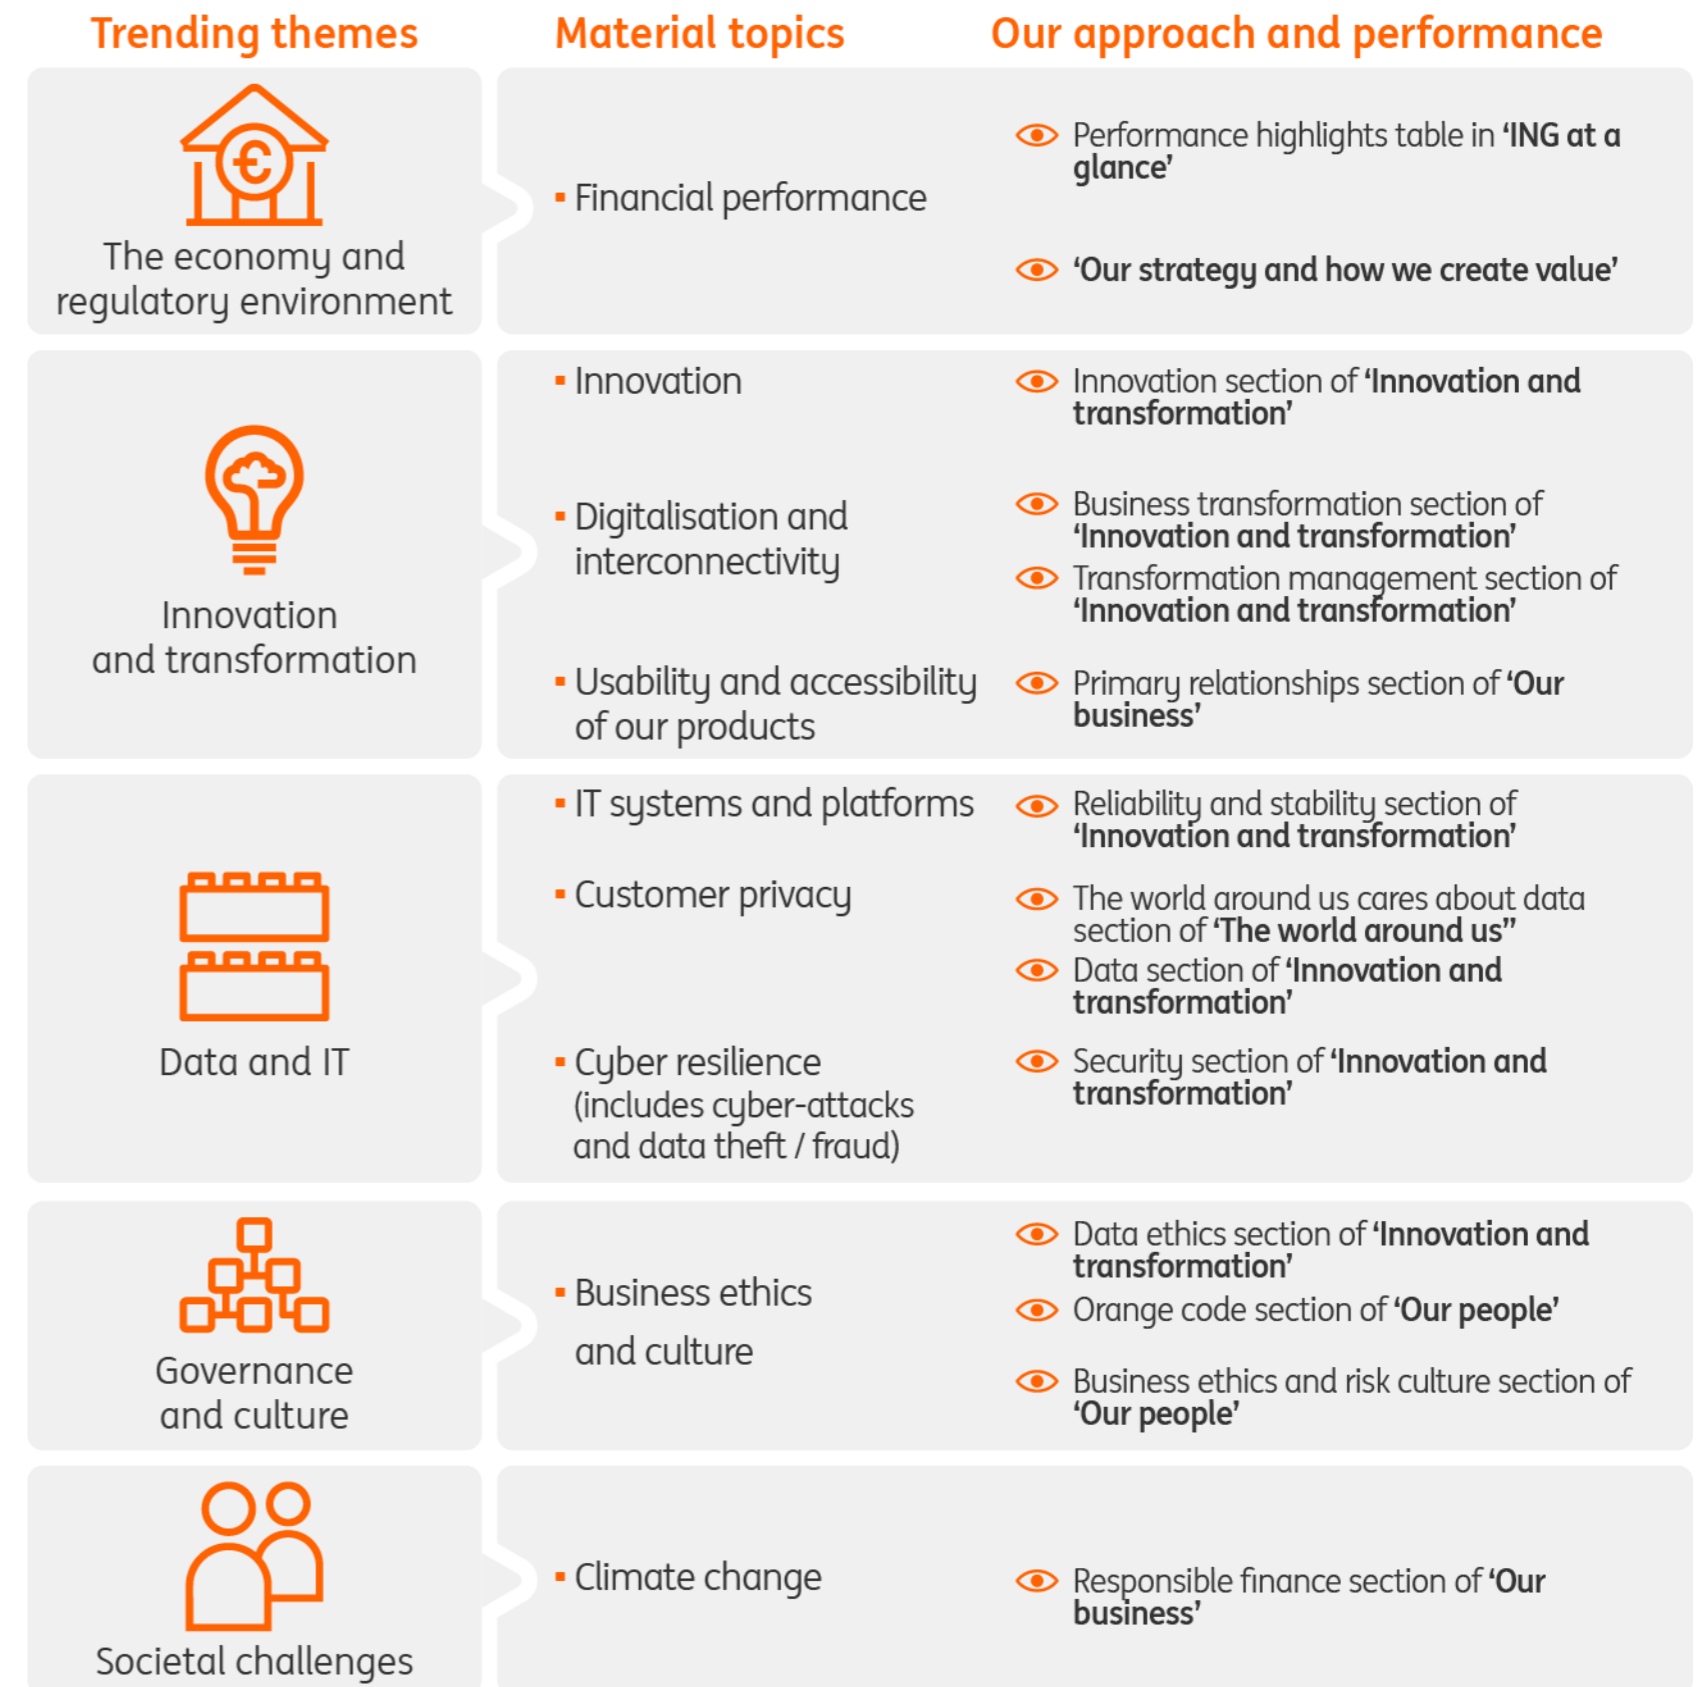 Trending themes
Material topics
Our approach and performance
€
The economy and
regulatory environment
▪ Financial performance
Performance highlights table in ‘ING at a
glance’
‘Our strategy and how we create value’
Innovation
and transformation
▪ Innovation
Innovation section of ‘Innovation and
transformation’
▪ Digitalisation and
interconnectivity
Business transformation section of
‘Innovation and transformation’
Transformation management section of
‘Innovation and transformation’
▪ Usability and accessibility
of our products
Primary relationships section of ‘Our
business’
Data and IT
▪ IT systems and platforms
Reliability and stability section of
‘Innovation and transformation’
▪ Customer privacy
The world around us cares about data
section of ‘The world around us’’
Data section of ‘Innovation and
transformation’
▪ Cyber resilience
(includes cyber-attacks
and data theft / fraud)
Security section of ‘Innovation and
transformation’
Governance
and culture
▪ Business ethics
and culture
Data ethics section of ‘Innovation and
transformation’
Orange code section of ‘Our people’
Business ethics and risk culture section of
‘Our people’
Societal challenges
▪ Climate change
Responsible finance section of ‘Our
business’